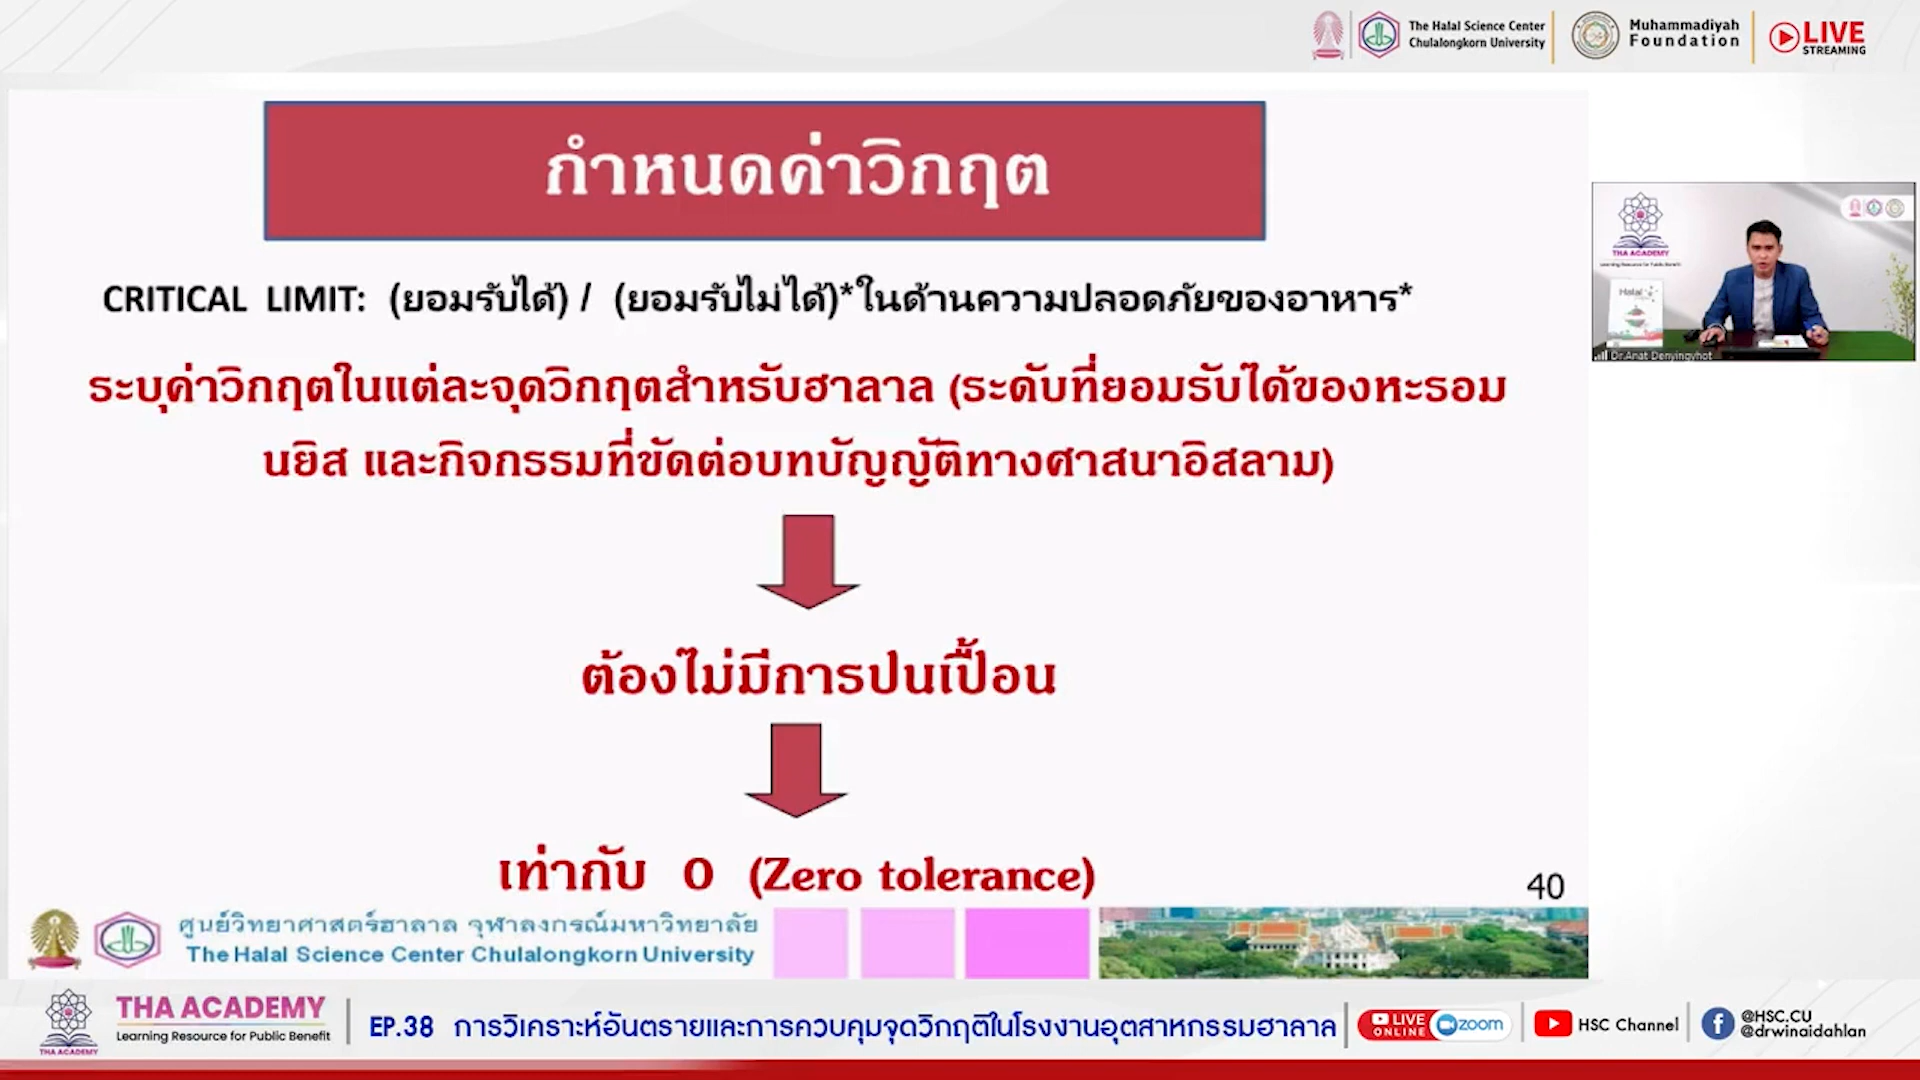 The Halal Science Center
Chulalongkorn University
Muhammadiyah
Foundation
LIVE
STREAMING
กำหนดค่าวิกฤต
CRITICAL LIMIT: (ยอมรับได้) / (ยอมรับไม่ได้)*ในด้านความปลอดภัยของอาหาร*
ระบุค่าวิกฤตในแต่ละจุดวิกฤตสำหรับฮาลาล (ระดับที่ยอมรับได้ของหะรอม
นยิส และกิจกรรมที่ขัดต่อบทบัญญัติทางศาสนาอิสลาม)
ต้องไม่มีการปนเปื้อน
เท่ากับ 0 (Zero tolerance)
40
THA ACADEMY
Learning Resource for Public Benefit
Halal
Dr.Anat Denyingyhot
ศูนย์วิทยาศาสตร์ฮาลาล จุฬาลงกรณ์มหาวิทยาลัย
The Halal Science Center Chulalongkorn University
THA ACADEMY
THA ACADEMY
Learning Resource for Public Benefit
EP.38 การวิเคราะห์อันตรายและการควบคุมจุดวิกฤติในโรงงานอุตสาหกรรมฮาลาล
LIVE
ONLINE
zoom
HSC Channel
@HSC.CU
@drwinaidahlan